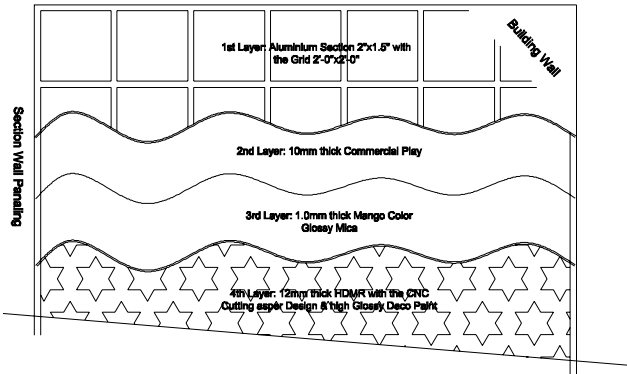 1st Layer: Aluminium Section 2"x1.5" with
the Grid 2'-0"x2'-0"
Building Wall
Section Wall Panaling
2nd Layer: 10mm thick Commercial Play
3rd Layer: 1.0mm thick Mango Color
Glossy Mica
4th Layer: 12mm thick HDMR with the CNC
Cutting asper Design & high Glossy Deco Paint